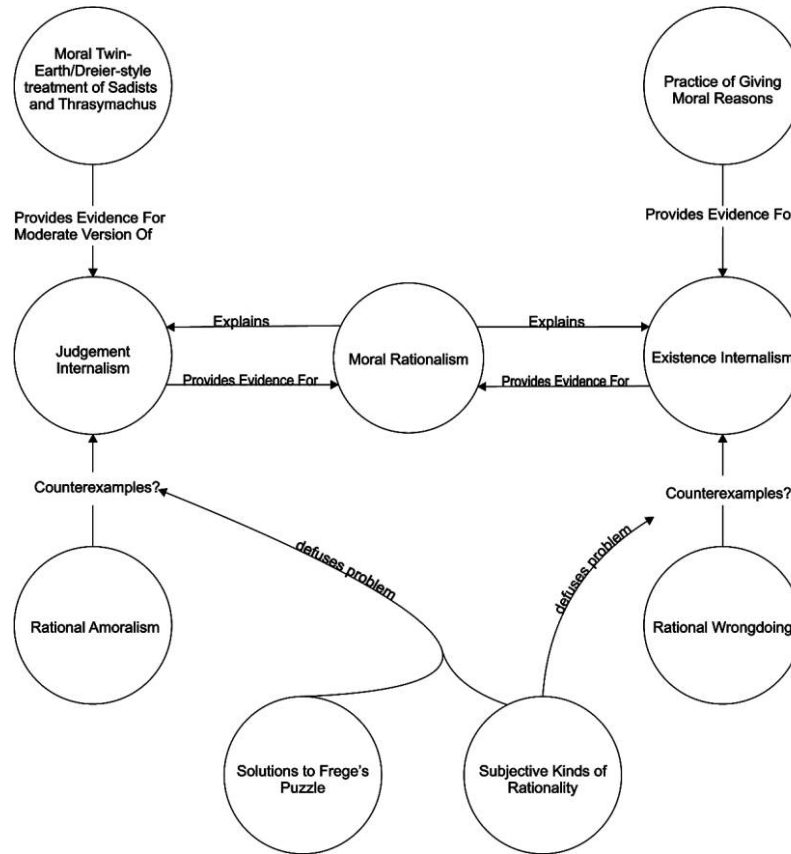 Moral Twin-
Earth/Dreier-style
treatment of Sadists
and Thrasymachus
Practice of Giving
Moral Reasons
Provides Evidence For
Moderate Version Of
Provides Evidence For
Explains
Explains
Judgement
Internalism
Moral Rationalism
Existence Internalism
Provides Evidence For
Provides Evidence For
Counterexamples?
Counterexamples?
defuses problem
defuses problem
Rational Amoralism
Rational Wrongdoing
Solutions to Frege's
Puzzle
Subjective Kinds of
Rationality